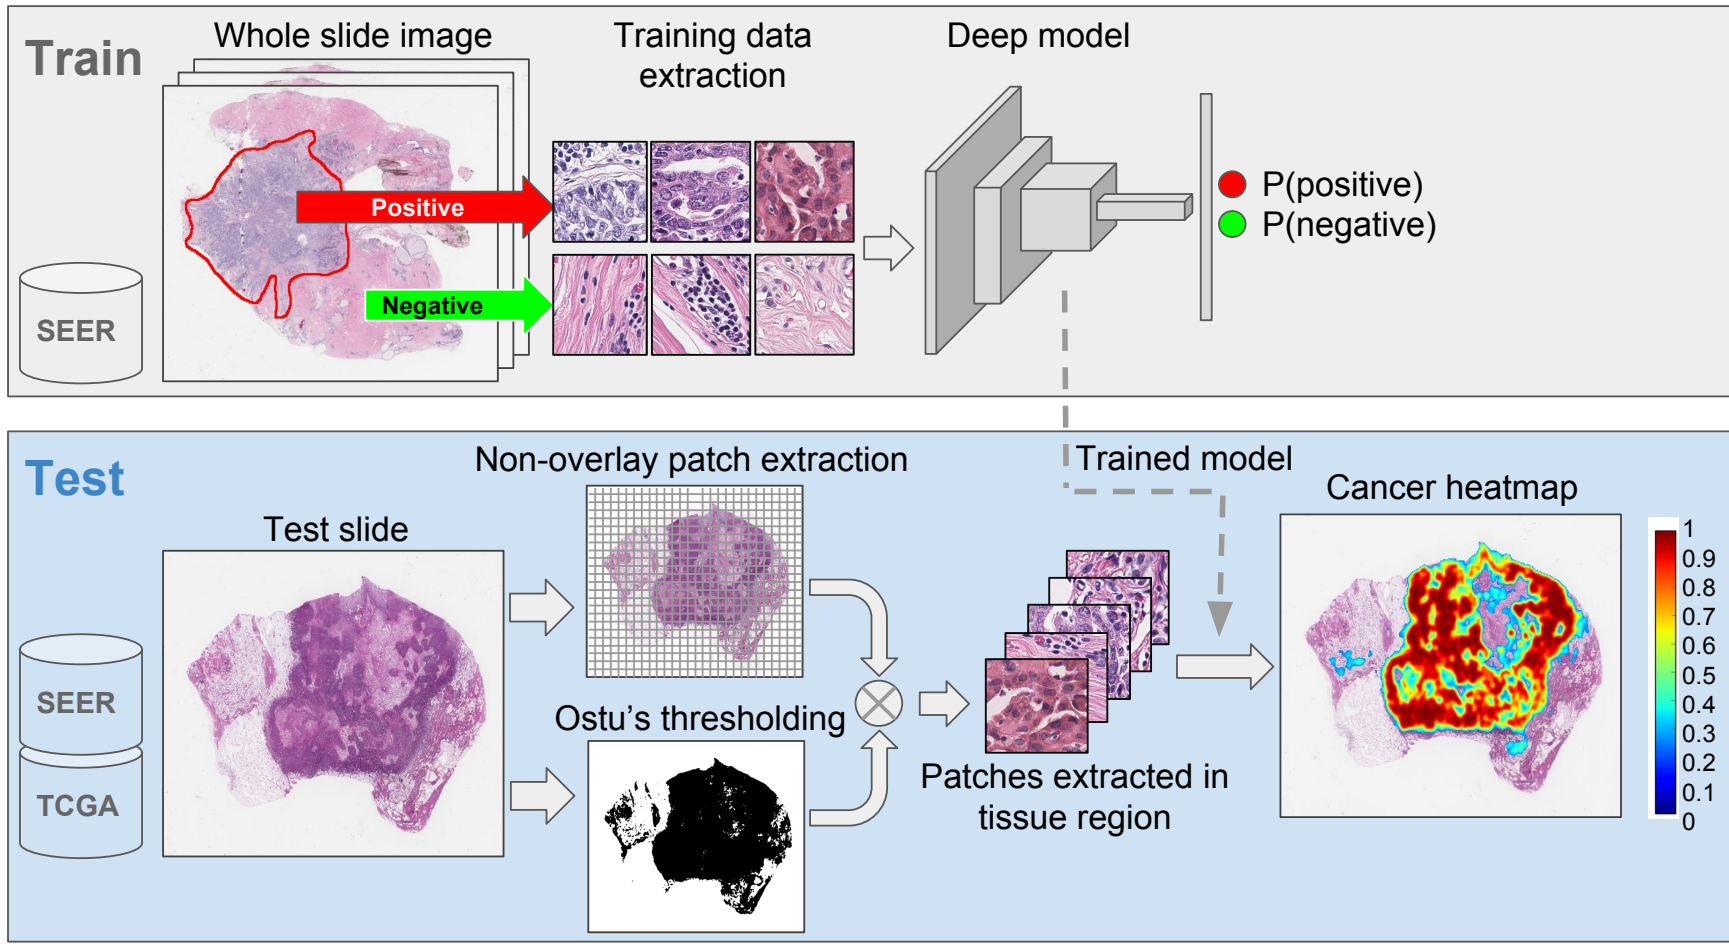 Train
Whole slide image
Training data
extraction
Deep model
Positive
Negative
SEER
P(positive)
P(negative)
Test
Non-overlay patch extraction
Trained model
Cancer heatmap
Test slide
Ostu's thresholding
SEER
TCGA
Patches extracted in
tissue region
1
0.9
0.8
0.7
0.6
0.5
0.4
0.3
0.2
0.1
0